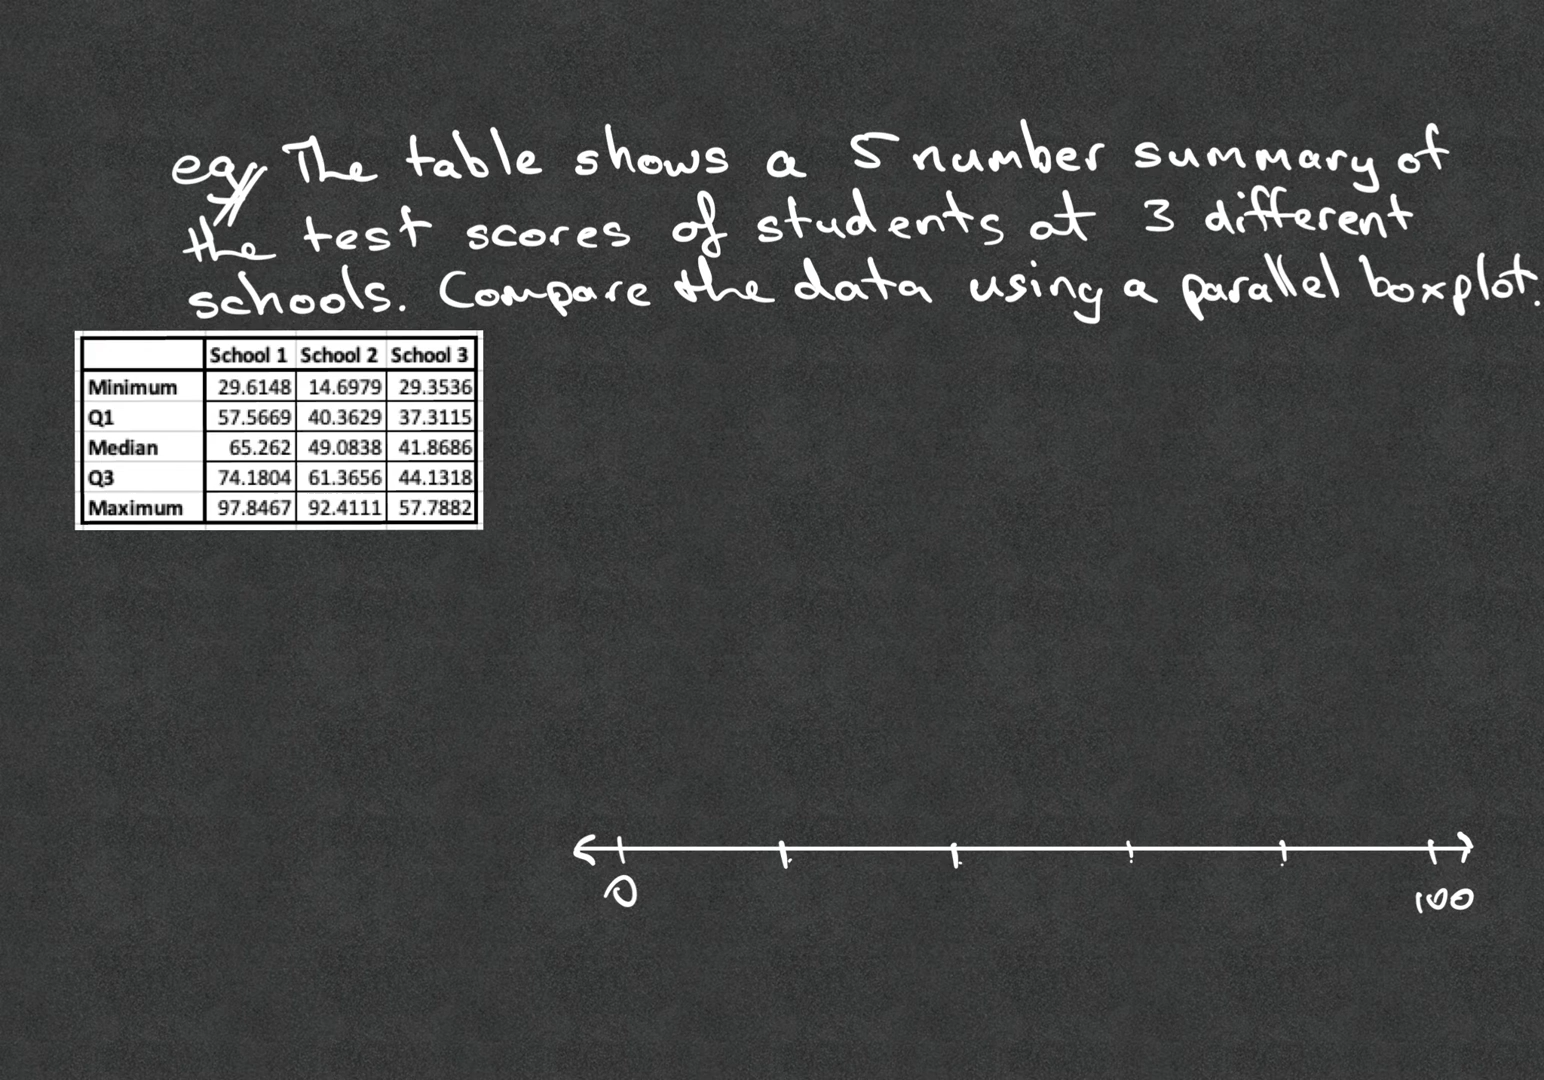 eg The table shows a 5 number summary of
the test scores of students at 3 different
schools. Compare the data using a parallel boxplot.
School 1 School 2 School 3
Minimum 29.6148 14.6979 29.3536
Q1 57.5669 40.3629 37.3115
Median 65.262 49.0838 41.8686
Q3 74.1804 61.3656 44.1318
Maximum 97.8467 92.4111 57.7882
0 100